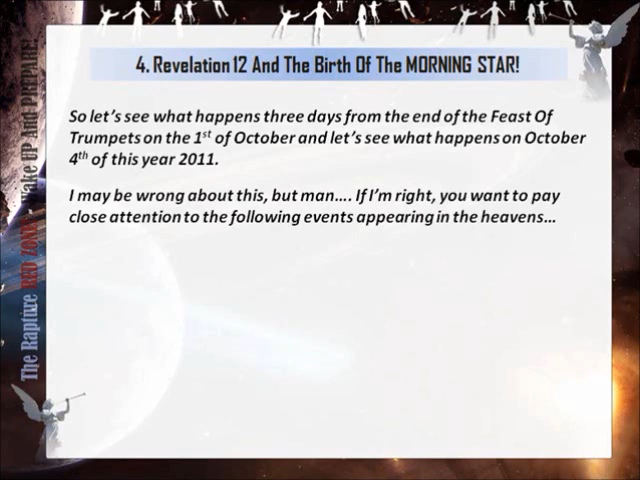 4. Revelation 12 And The Birth Of The MORNING STAR!
So let's see what happens three days from the end of the Feast Of
Trumpets on the 1st of October and let's see what happens on October
4th of this year 2011.
I may be wrong about this, but man.... If I'm right, you want to pay
close attention to the following events appearing in the heavens...
The Rapture RED ZONE! Wake UP And PREPARE!